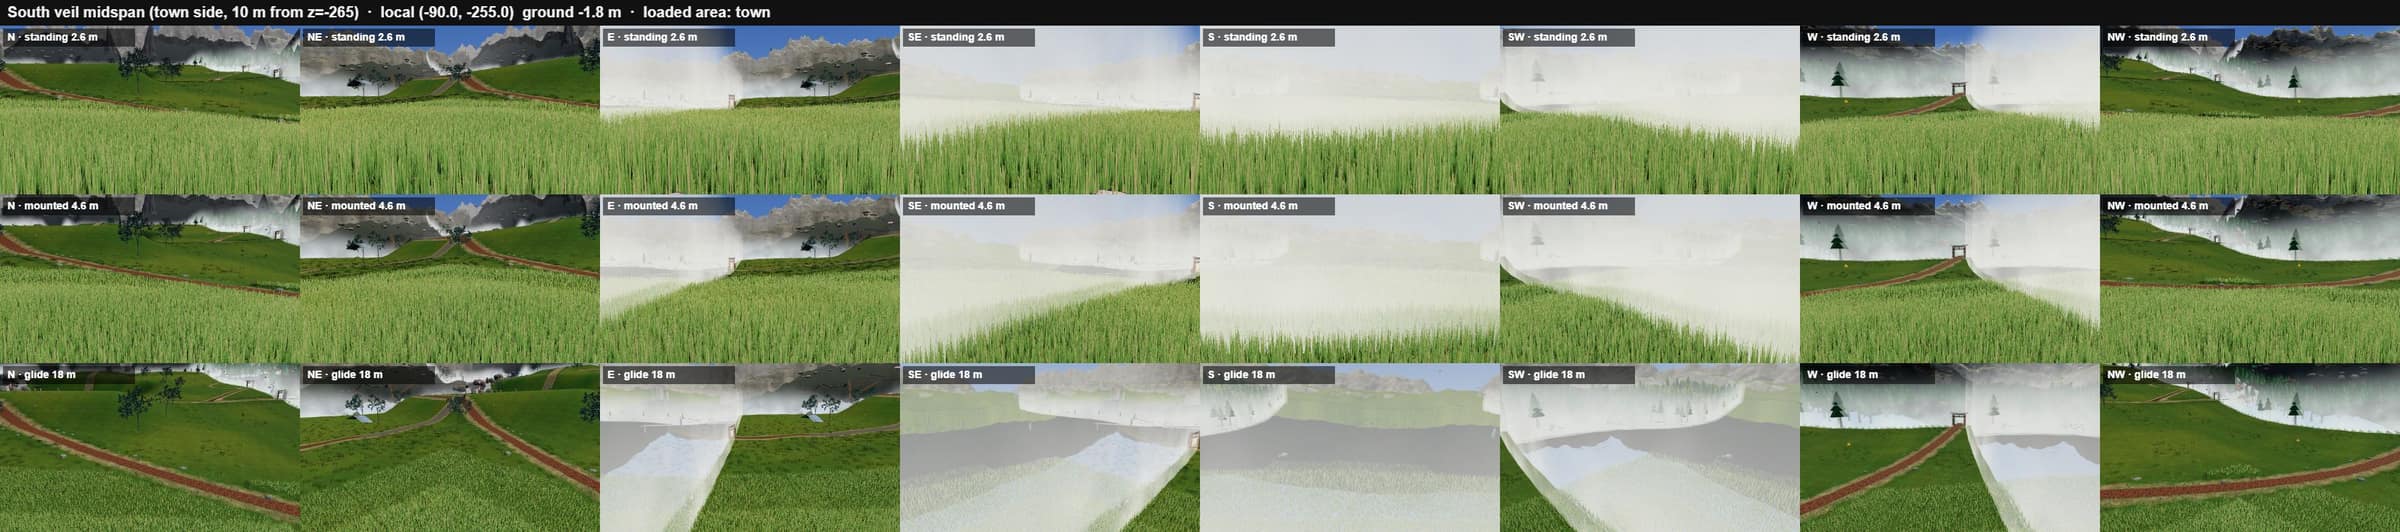 South veil midspan (town side, 10 m from z=-265) · local (-90.0, -255.0) ground -1.8 m · loaded area: town
N · standing 2.6 m
NE · standing 2.6 m
E · standing 2.6 m
SE · standing 2.6 m
S · standing 2.6 m
SW · standing 2.6 m
W · standing 2.6 m
NW · standing 2.6 m
N · mounted 4.6 m
NE · mounted 4.6 m
E · mounted 4.6 m
SE · mounted 4.6 m
S · mounted 4.6 m
SW · mounted 4.6 m
W · mounted 4.6 m
NW · mounted 4.6 m
N · glide 18 m
NE · glide 18 m
E · glide 18 m
SE · glide 18 m
S · glide 18 m
SW · glide 18 m
W · glide 18 m
NW · glide 18 m